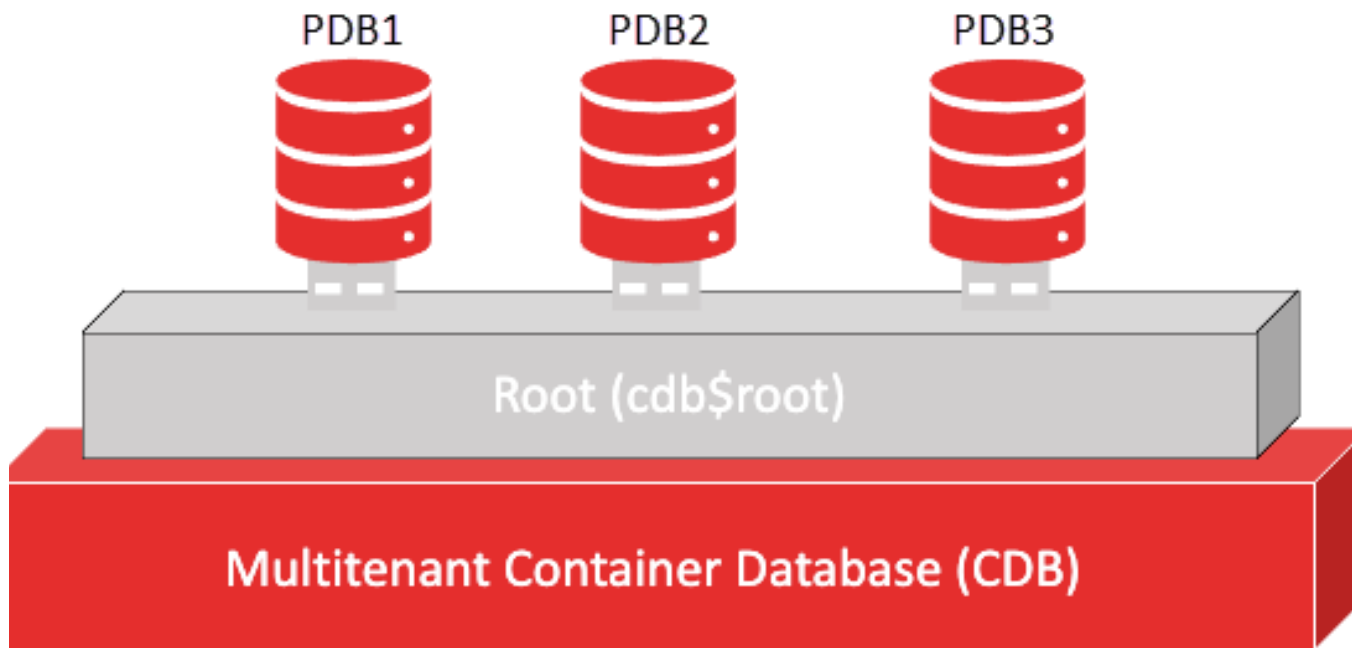 PDB1 PDB2 PDB3
Root (cdb$root)
Multitenant Container Database (CDB)